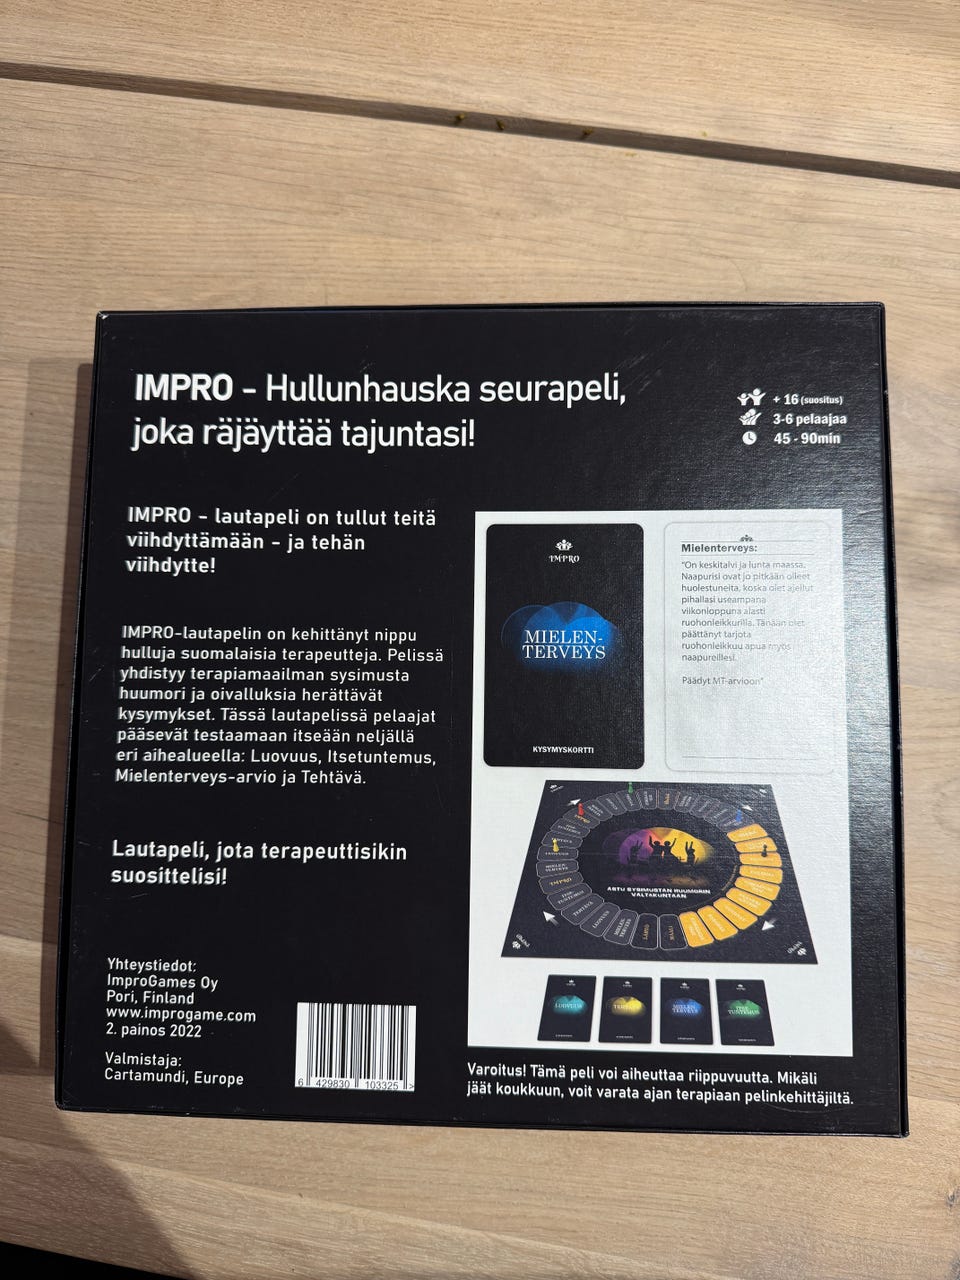 IMPRO - Hullunhauska seurapeli,
joka räjäyttää tajuntasi!
+ 16 (suositus)
3-6 pelaajaa
45 - 90min
IMPRO - lautapeli on tullut teitä
viihdyttämään - ja tehän
viihdytte!
IMPRO-lautapelin on kehittänyt nippu
hulluja suomalaisia terapeutteja. Pelissä
yhdistyy terapiamaailman sysimusta
huumori ja oivalluksia herättävät
kysymykset. Tässä lautapelissä pelaajat
pääsevät testaamaan itseään neljällä
eri aihealueella: Luovuus, Itsetuntemus,
Mielenterveys-arvio ja Tehtävä.
Lautapeli, jota terapeuttisikin
suosittelisi!
Yhteystiedot:
ImproGames Oy
Pori, Finland
www.improgame.com
2. painos 2022
Valmistaja:
Cartamundi, Europe
6 429830 103325 >
IMPRO
MIELEN-
TERVEYS
KYSYMYSKORTTI
Mielenterveys:
"On keskitalvi ja lunta maassa.
Naapurisi ovat jo pitkään olleet
huolestuneita, koska olet ajellut
pihallasi useampana
viikonloppuna alasti
ruohonleikkurilla. Tänään olet
päättänyt tarjota
ruohonleikkuu apua myös
naapureillesi.
Päädyt MT-arvioon"
ASTU SYSIMUSTAN HUUMORIN
VALTAKUNTAAN
LUOVUUS
TEHTÄVÄ
MIELEN-
TERVEYS
ITSE-
TUNTEMUS
Varoitus! Tämä peli voi aiheuttaa riippuvuutta. Mikäli
jäät koukkuun, voit varata ajan terapiaan pelinkehittäjiltä.